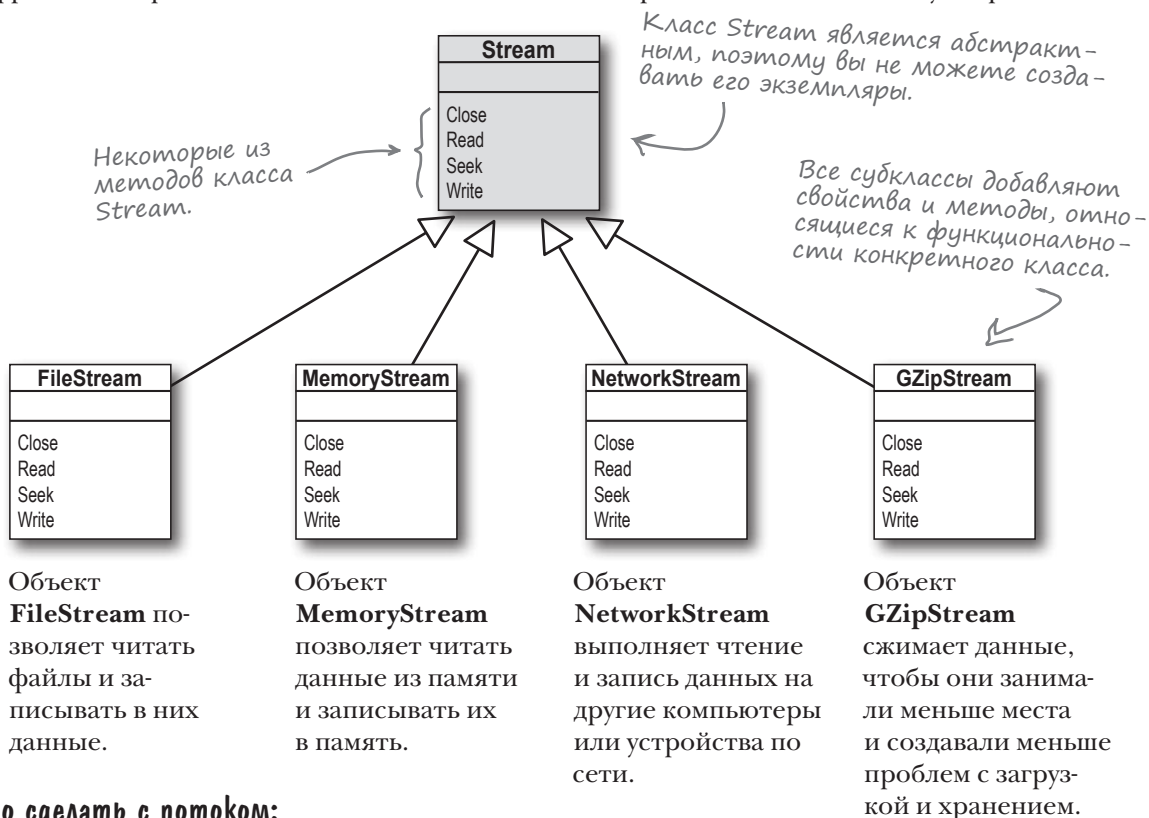 Stream
Close
Read
Seek
Write
Некоторые из
методов класса
Stream.
Класс Stream является абстракт-
ным, поэтому вы не можете созда-
вать его экземпляры.
Все субклассы добавляют
свойства и методы, отно-
сящиеся к функционально-
сти конкретного класса.
FileStream
Close
Read
Seek
Write
MemoryStream
Close
Read
Seek
Write
NetworkStream
Close
Read
Seek
Write
GZipStream
Close
Read
Seek
Write
Объект
FileStream по-
зволяет читать
файлы и за-
писывать в них
данные.
Объект
MemoryStream
позволяет читать
данные из памяти
и записывать их
в память.
Объект
NetworkStream
выполняет чтение
и запись данных на
другие компьютеры
или устройства по
сети.
Объект
GZipStream
сжимает данные,
чтобы они занима-
ли меньше места
и создавали меньше
проблем с загруз-
кой и хранением.
сделать с потоком: